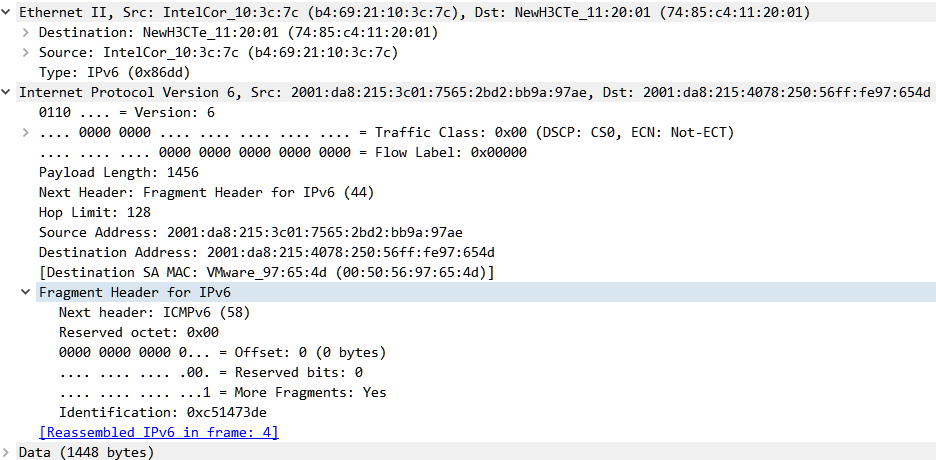 Ethernet II, Src: IntelCor_10:3c:7c (b4:69:21:10:3c:7c), Dst: NewH3CTe_11:20:01 (74:85:c4:11:20:01)
Destination: NewH3CTe_11:20:01 (74:85:c4:11:20:01)
Source: IntelCor_10:3c:7c (b4:69:21:10:3c:7c)
Type: IPv6 (0x86dd)
Internet Protocol Version 6, Src: 2001:da8:215:3c01:7565:2bd2:bb9a:97ae, Dst: 2001:da8:215:4078:250:56ff:fe97:654d
0110 .... = Version: 6
.... 0000 0000 .... .... .... .... .... = Traffic Class: 0x00 (DSCP: CS0, ECN: Not-ECT)
.... .... .... 0000 0000 0000 0000 0000 = Flow Label: 0x00000
Payload Length: 1456
Next Header: Fragment Header for IPv6 (44)
Hop Limit: 128
Source Address: 2001:da8:215:3c01:7565:2bd2:bb9a:97ae
Destination Address: 2001:da8:215:4078:250:56ff:fe97:654d
[Destination SA MAC: VMware_97:65:4d (00:50:56:97:65:4d)]
Fragment Header for IPv6
Next header: ICMPv6 (58)
Reserved octet: 0x00
0000 0000 0000 0... = Offset: 0 (0 bytes)
.... .... .... .00. = Reserved bits: 0
.... .... .... ...1 = More Fragments: Yes
Identification: 0xc51473de
[Reassembled IPv6 in frame: 4]
Data (1448 bytes)